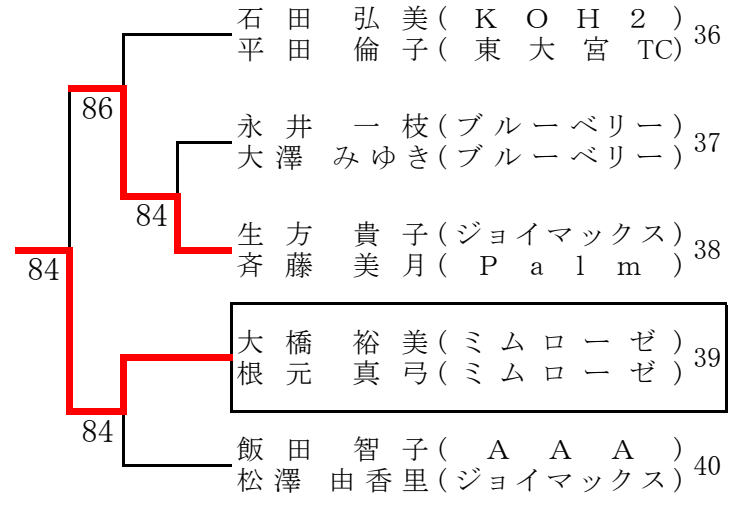 石田 弘美(KOH2)
平田 倫子(東大宮TC)
36
86
永井 一枝(ブルーベリー)
大澤 みゆき(ブルーベリー)
37
84
生方 貴子(ジョイマックス)
斉藤 美月(Palm)
38
84
大橋 裕美(ミムローゼ)
根元 真弓(ミムローゼ)
39
84
飯田 智子(AAA)
松澤 由香里(ジョイマックス)
40